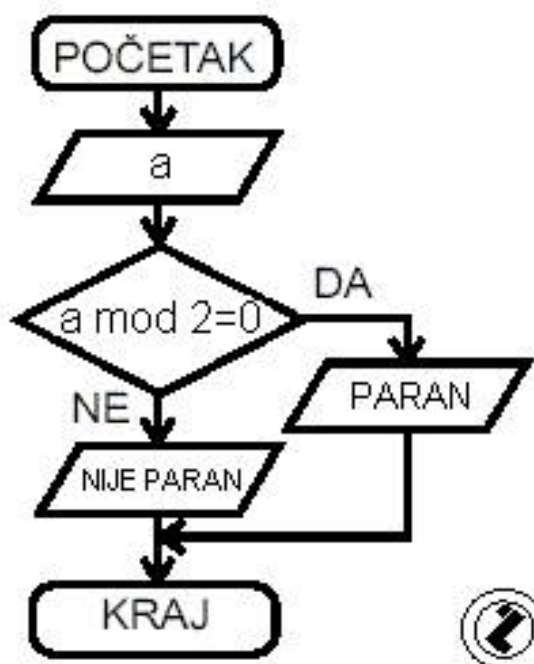 POČETAK
a
a mod 2=0
DA
NE
PARAN
NIJE PARAN
KRAJ